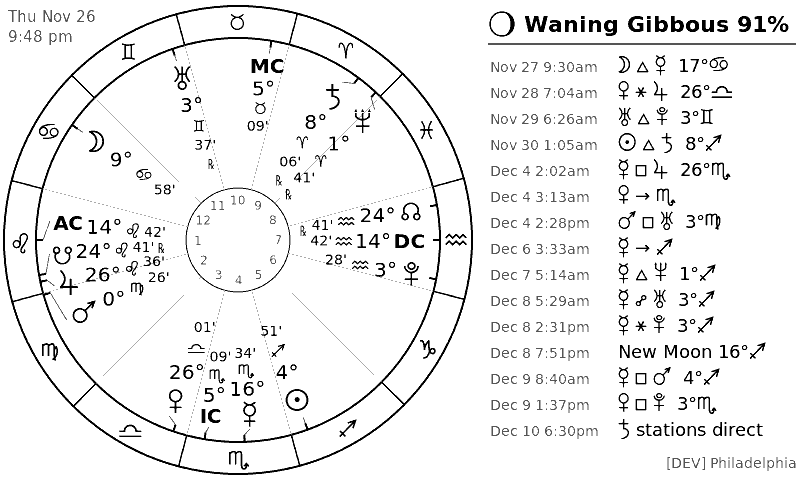 Thu Nov 26
9:48 pm
♉
♊
♈
♋
♓
♌
♒
♍
♑
♎
♐
♏
MC
5°
♉
09'
♅
3°
♊
37'
℞
♄
8°
♈
06'
℞
♆
1°
♈
41'
℞
☽ 9° ♋ 58'
AC 14° ♌ 42'
☋ 24° ♌ 41' ℞
♃ 26° ♌ 36'
♂ 0° ♍ 26'
℞ 41' ♒ 24° ☊
42' ♒ 14° DC
28' ♒ 3° ♇
01'
♎
26°
♀
09'
♏
5°
IC
34'
♏
16°
☿
51'
♐
4°
☉
10
11
9
12
8
1
7
2
6
3
5
4
Waning Gibbous 91%
Nov 27 9:30am ☽ △ ☿ 17°♋
Nov 28 7:04am ♀ ⚹ ♃ 26°♎
Nov 29 6:26am ♅ △ ♇ 3°♊
Nov 30 1:05am ☉ △ ♄ 8°♐
Dec 4 2:02am ☿ □ ♃ 26°♏
Dec 4 3:13am ♀ → ♏
Dec 4 2:28pm ♂ □ ♅ 3°♍
Dec 6 3:33am ☿ → ♐
Dec 7 5:14am ☿ △ ♆ 1°♐
Dec 8 5:29am ☿ ☍ ♅ 3°♐
Dec 8 2:31pm ☿ ⚹ ♇ 3°♐
Dec 8 7:51pm New Moon 16°♐
Dec 9 8:40am ☿ □ ♂ 4°♐
Dec 9 1:37pm ♀ □ ♇ 3°♏
Dec 10 6:30pm ♄ stations direct
[DEV] Philadelphia